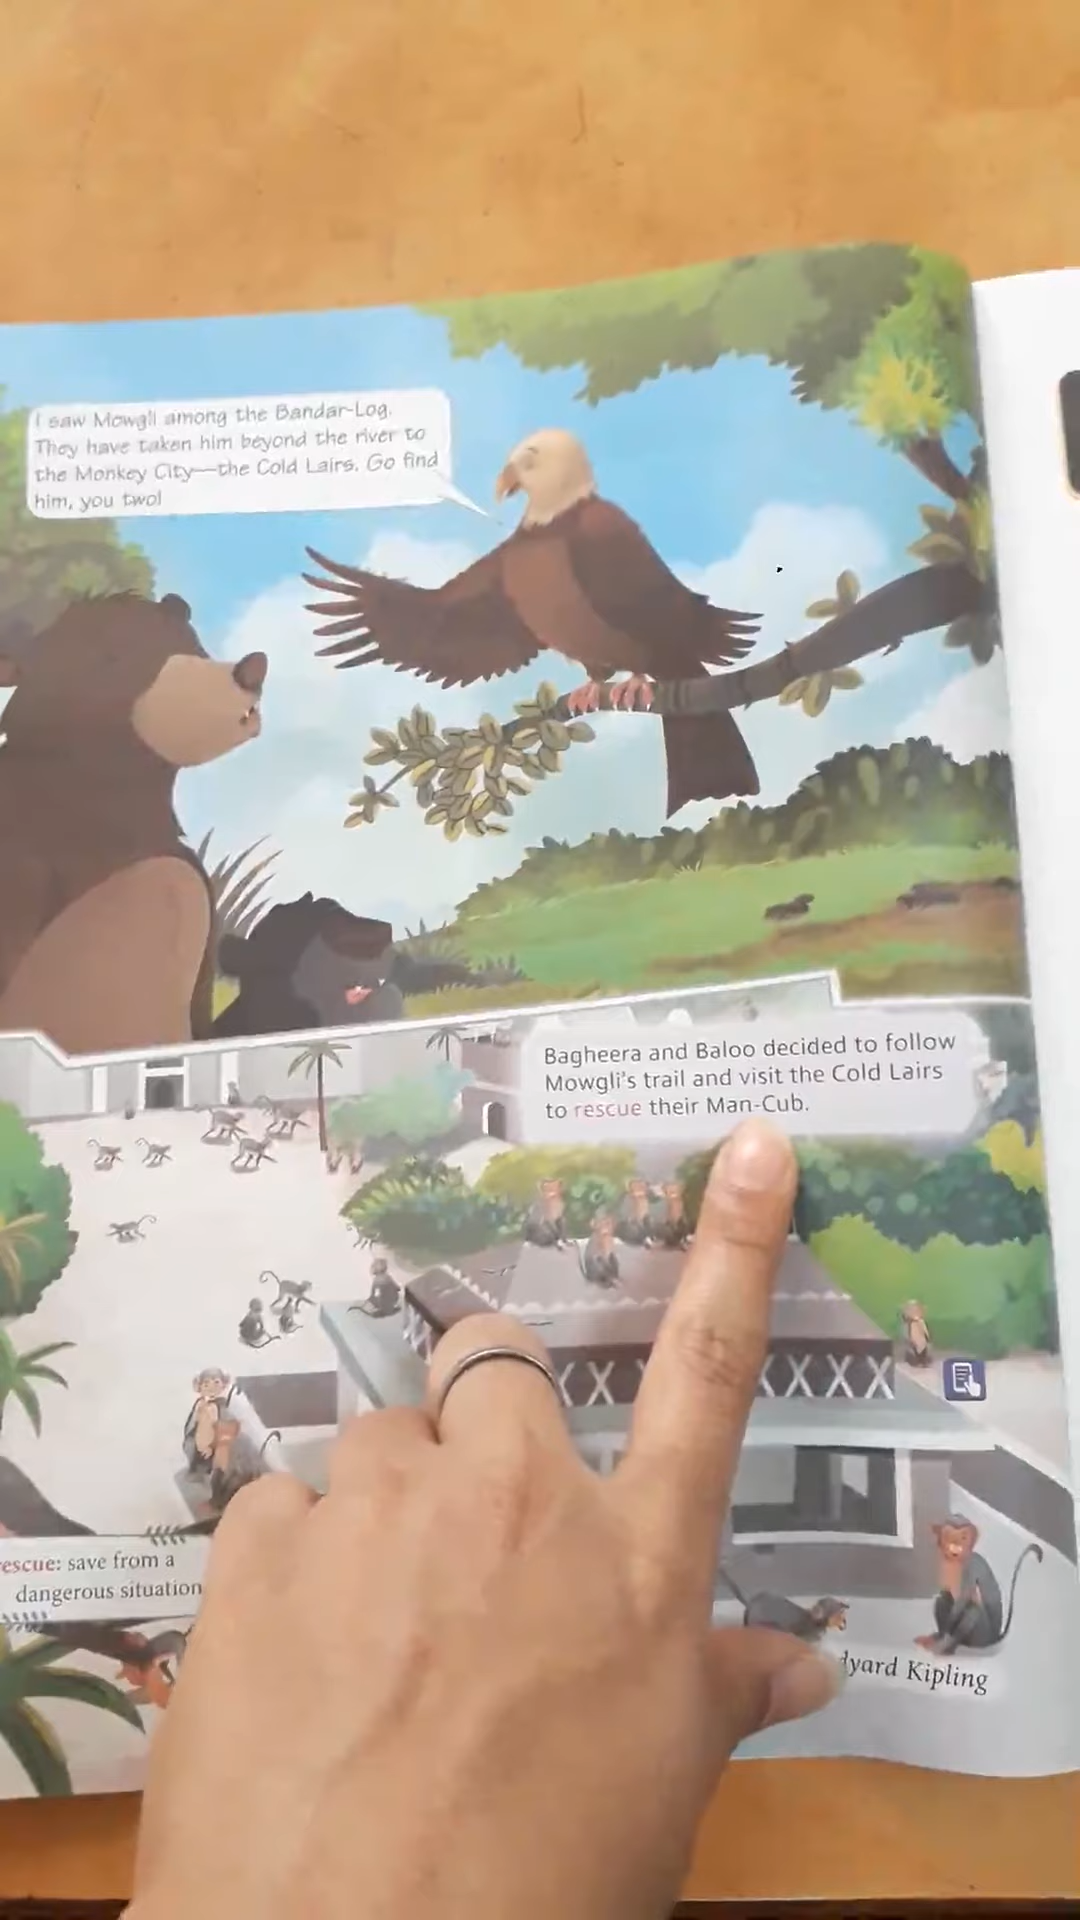 I saw Mowgli among the Bandar-Log.
They have taken him beyond the river to
the Monkey City—the Cold Lairs. Go find
him, you two!
Bagheera and Baloo decided to follow
Mowgli's trail and visit the Cold Lairs
to rescue their Man-Cub.
escue: save from a
dangerous situation
dyard Kipling